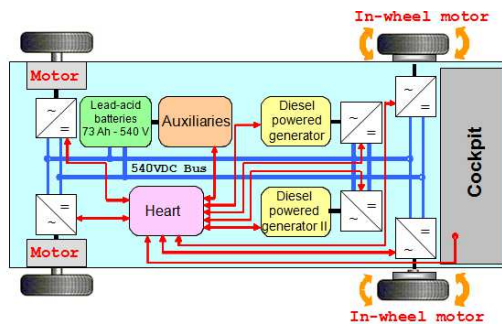 In-wheel motor
Motor
Lead-acid
batteries
73 Ah - 540 V
Auxiliaries
Diesel
powered
generator
~
=
~
=
~
=
540VDC Bus
Cockpit
Heart
Diesel
powered
generator II
=
~
=
~
=
~
Motor
In-wheel motor